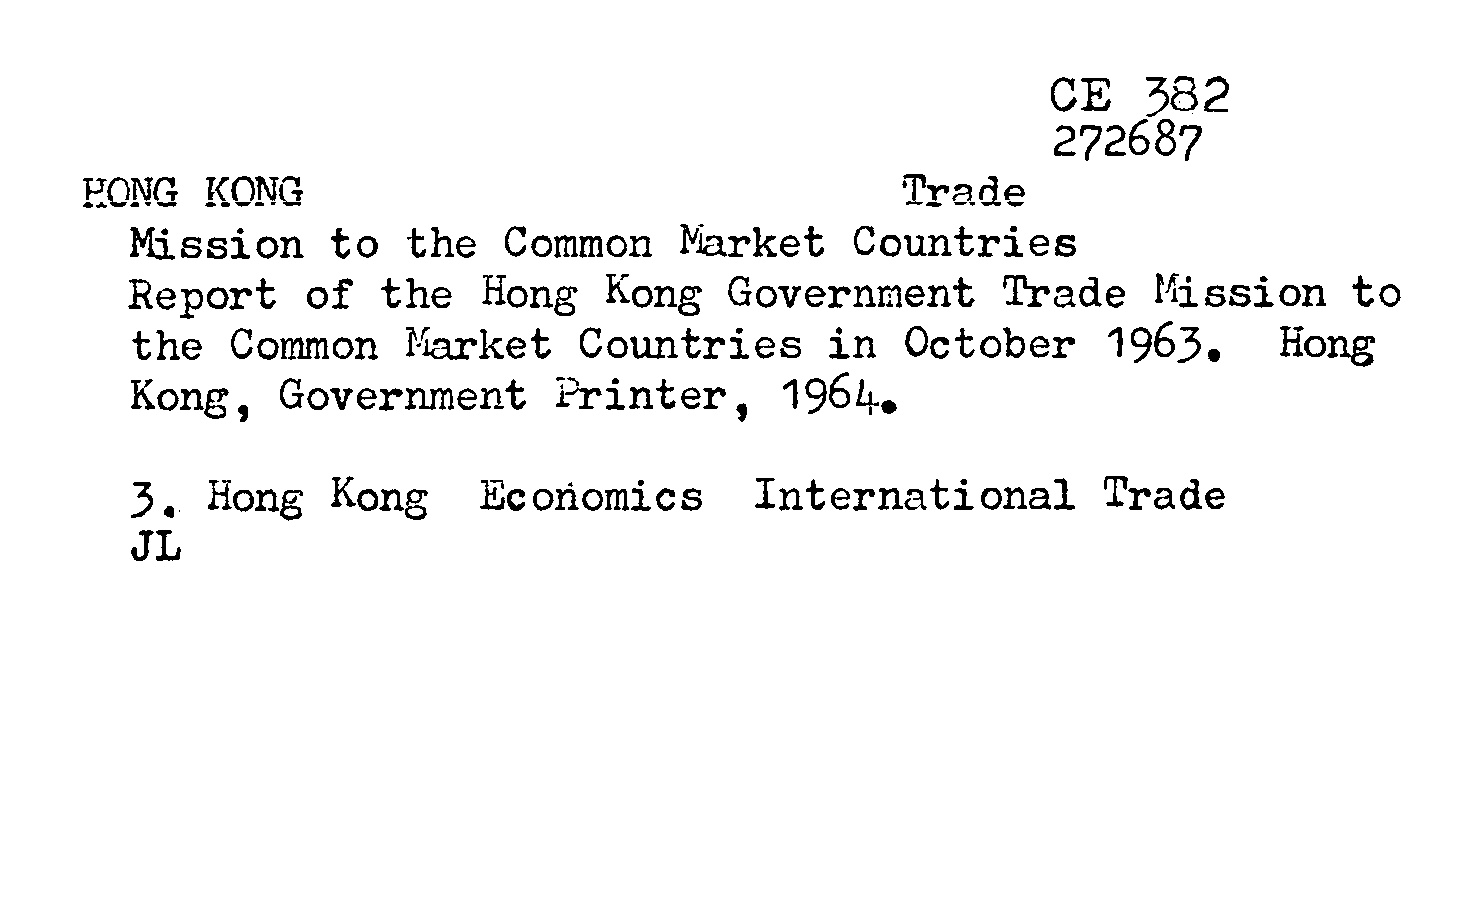 CE 382
272687
HONG KONG Trade
Mission to the Common Market Countries
Report of the Hong Kong Government Trade Mission to
the Common Market Countries in October 1963. Hong
Kong, Government Printer, 1964.
3. Hong Kong Economics International Trade
JL